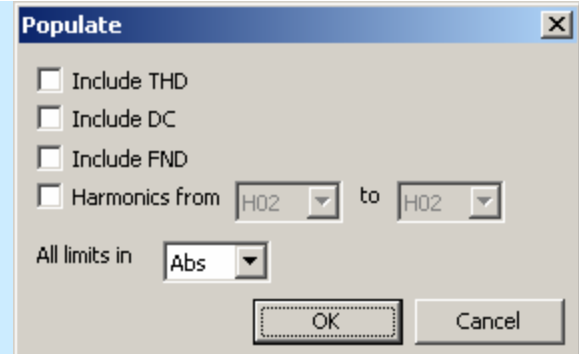 Populate
Include THD
Include DC
Include FND
Harmonics from H02 to H02
All limits in Abs
OK Cancel